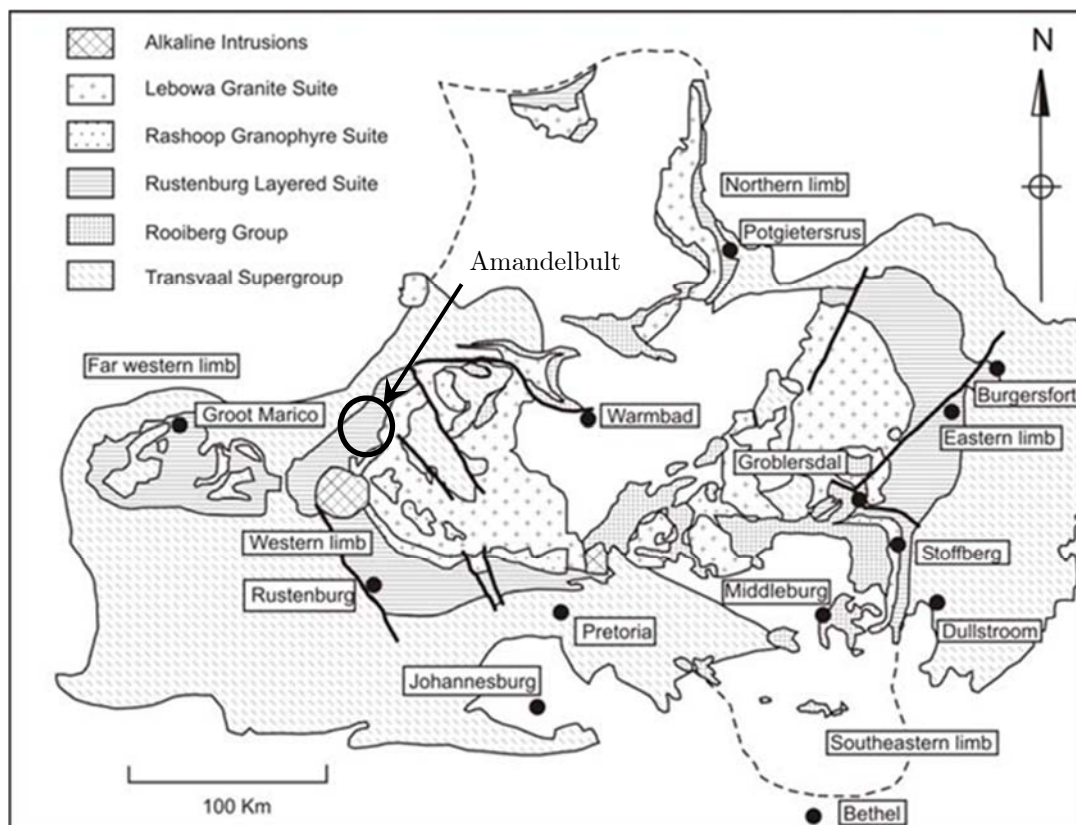 Alkaline Intrusions
Lebowa Granite Suite
Rashoop Granophyre Suite
Rustenburg Layered Suite
Rooiberg Group
Transvaal Supergroup
N
Northern limb
Potgietersrus
Amandelbult
Far western limb
Groot Marico
Warmbad
Burgersfort
Eastern limb
Groblersdal
Western limb
Stoffberg
Rustenburg
Middleburg
Pretoria
Dullstroom
Johannesburg
Southeastern limb
100 Km
Bethel